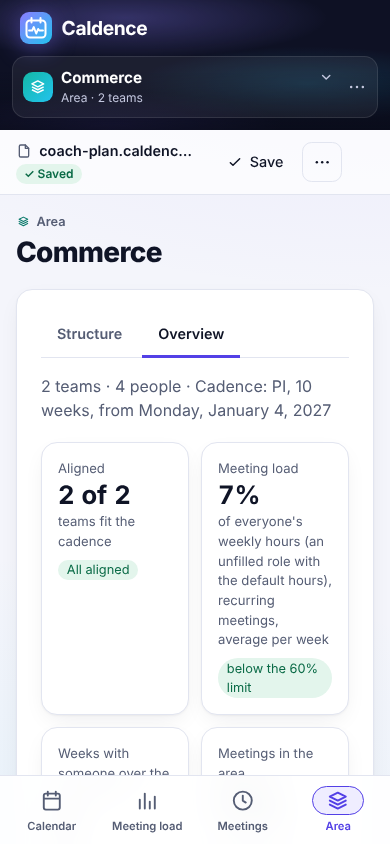 Caldence
Commerce
Area · 2 teams
coach-plan.caldenc...
Save
✓ Saved
Area
Commerce
Structure
Overview
2 teams · 4 people · Cadence: PI, 10
weeks, from Monday, January 4, 2027
Aligned
2 of 2
teams fit the
cadence
All aligned
Meeting load
7%
of everyone's
weekly hours (an
unfilled role with
the default hours),
recurring
meetings,
average per week
below the 60%
limit
Weeks with
someone over the
Meetings in the
area
Calendar
Meeting load
Meetings
Area